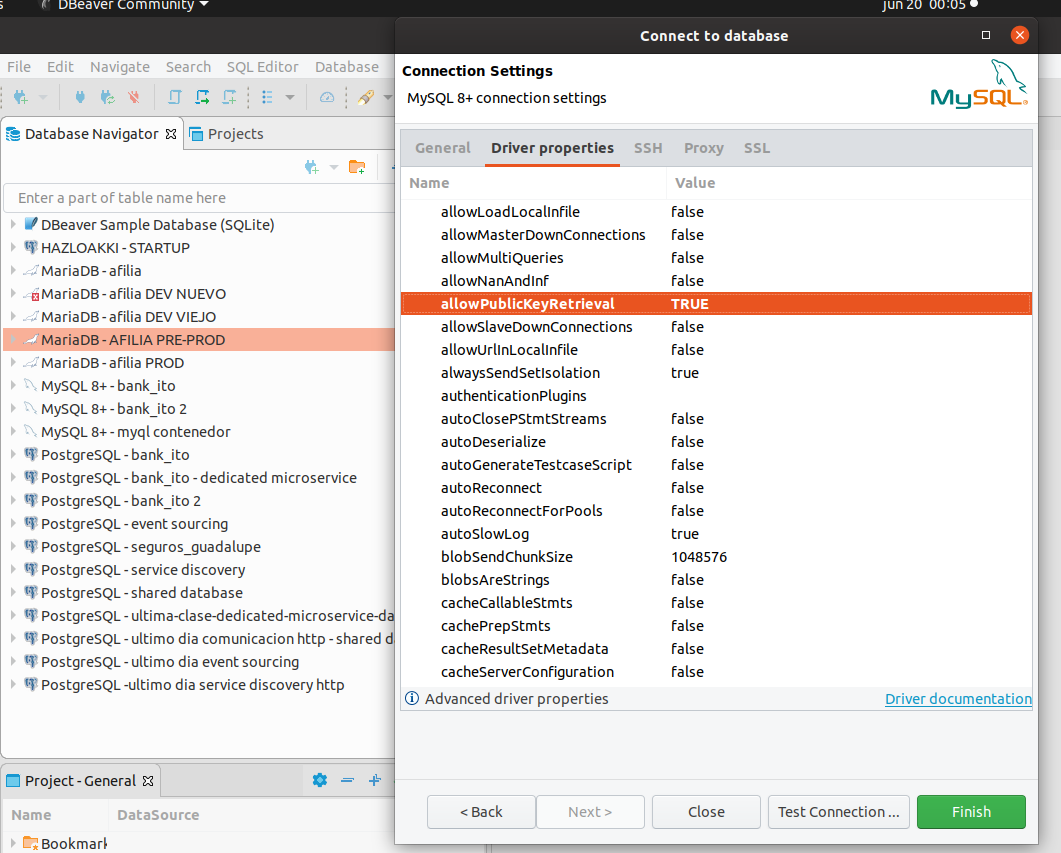 s
DBeaver Community
jun 20 00:05
Connect to database
File Edit Navigate Search SQL Editor Database
Connection Settings
MySQL 8+ connection settings
MySQL®
Database Navigator
Projects
General Driver properties SSH Proxy SSL
Name Value
Enter a part of table name here
DBeaver Sample Database (SQLite)
HAZLOAKKI - STARTUP
MariaDB - afilia
MariaDB - afilia DEV NUEVO
MariaDB - afilia DEV VIEJO
MariaDB - AFILIA PRE-PROD
MariaDB - afilia PROD
MySQL 8+ - bank_ito
MySQL 8+ - bank_ito 2
MySQL 8+ - myql contenedor
PostgreSQL - bank_ito
PostgreSQL - bank_ito - dedicated microservice
PostgreSQL - bank_ito 2
PostgreSQL - event sourcing
PostgreSQL - seguros_guadalupe
PostgreSQL - service discovery
PostgreSQL - shared database
PostgreSQL - ultima-clase-dedicated-microservice-da
PostgreSQL - ultimo dia comunicacion http - shared d
PostgreSQL - ultimo dia event sourcing
PostgreSQL -ultimo dia service discovery http
allowLoadLocalInfile false
allowMasterDownConnections false
allowMultiQueries false
allowNanAndInf false
allowPublicKeyRetrieval TRUE
allowSlaveDownConnections false
allowUrlInLocalInfile false
alwaysSendSetIsolation true
authenticationPlugins
autoClosePStmtStreams false
autoDeserialize false
autoGenerateTestcaseScript false
autoReconnect false
autoReconnectForPools false
autoSlowLog true
blobSendChunkSize 1048576
blobsAreStrings false
cacheCallableStmts false
cachePrepStmts false
cacheResultSetMetadata false
cacheServerConfiguration false
Advanced driver properties
Driver documentation
Project - General
Name DataSource
Bookmark
< Back Next > Close Test Connection ... Finish